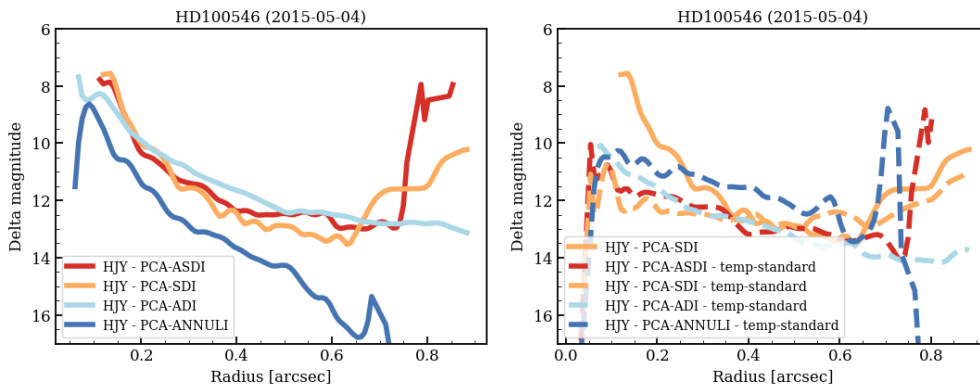 HD100546 (2015-05-04)
6
8
10
12
14
16
Delta magnitude
HJY - PCA-ASDI
HJY - PCA-SDI
HJY - PCA-ADI
HJY - PCA-ANNULI
0.2
0.4
0.6
0.8
Radius [arcsec]
HD100546 (2015-05-04)
6
8
10
12
14
16
Delta magnitude
HJY - PCA-SDI
HJY - PCA-ASDI - temp-standard
HJY - PCA-SDI - temp-standard
HJY - PCA-ADI - temp-standard
HJY - PCA-ANNULI - temp-standard
0.0
0.2
0.4
0.6
0.8
Radius [arcsec]